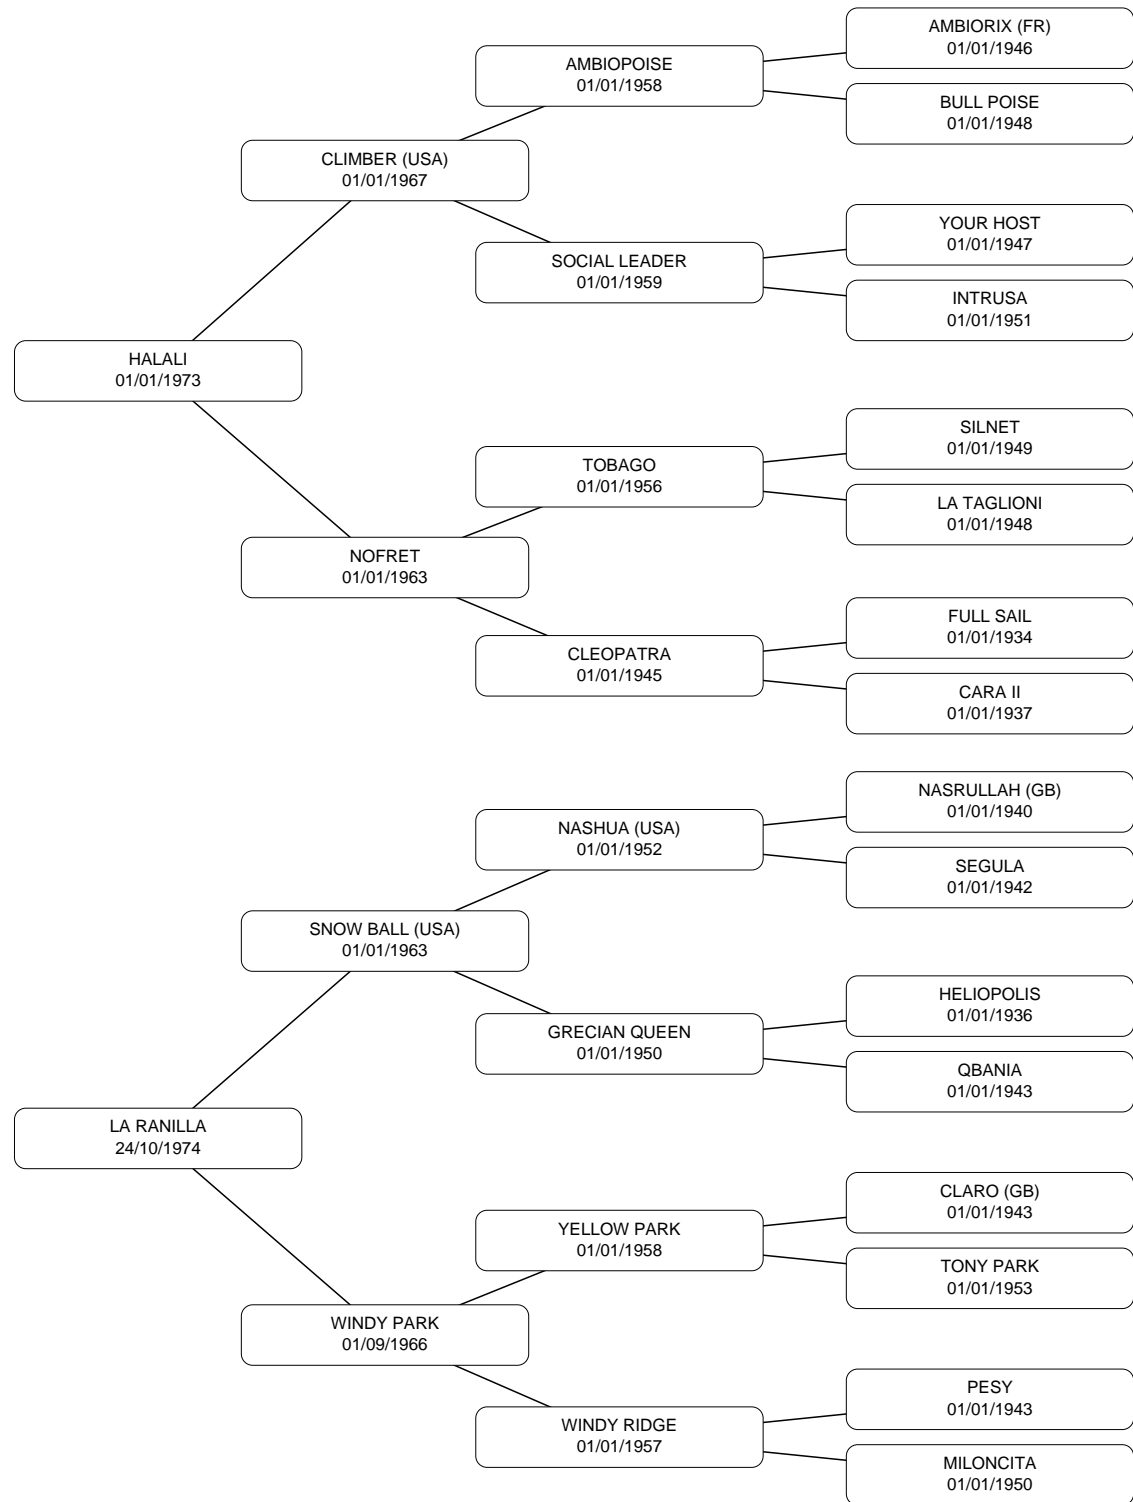 AMBIORIX (FR)
01/01/1946
AMBIOPOISE
01/01/1958
BULL POISE
01/01/1948
CLIMBER (USA)
01/01/1967
YOUR HOST
01/01/1947
SOCIAL LEADER
01/01/1959
INTRUSA
01/01/1951
HALALI
01/01/1973
SILNET
01/01/1949
TOBAGO
01/01/1956
LA TAGLIONI
01/01/1948
NOFRET
01/01/1963
FULL SAIL
01/01/1934
CLEOPATRA
01/01/1945
CARA II
01/01/1937
NASRULLAH (GB)
01/01/1940
NASHUA (USA)
01/01/1952
SEGULA
01/01/1942
SNOW BALL (USA)
01/01/1963
HELIOPOLIS
01/01/1936
GRECIAN QUEEN
01/01/1950
QBANIA
01/01/1943
LA RANILLA
24/10/1974
CLARO (GB)
01/01/1943
YELLOW PARK
01/01/1958
TONY PARK
01/01/1953
WINDY PARK
01/09/1966
PESY
01/01/1943
WINDY RIDGE
01/01/1957
MILONCITA
01/01/1950